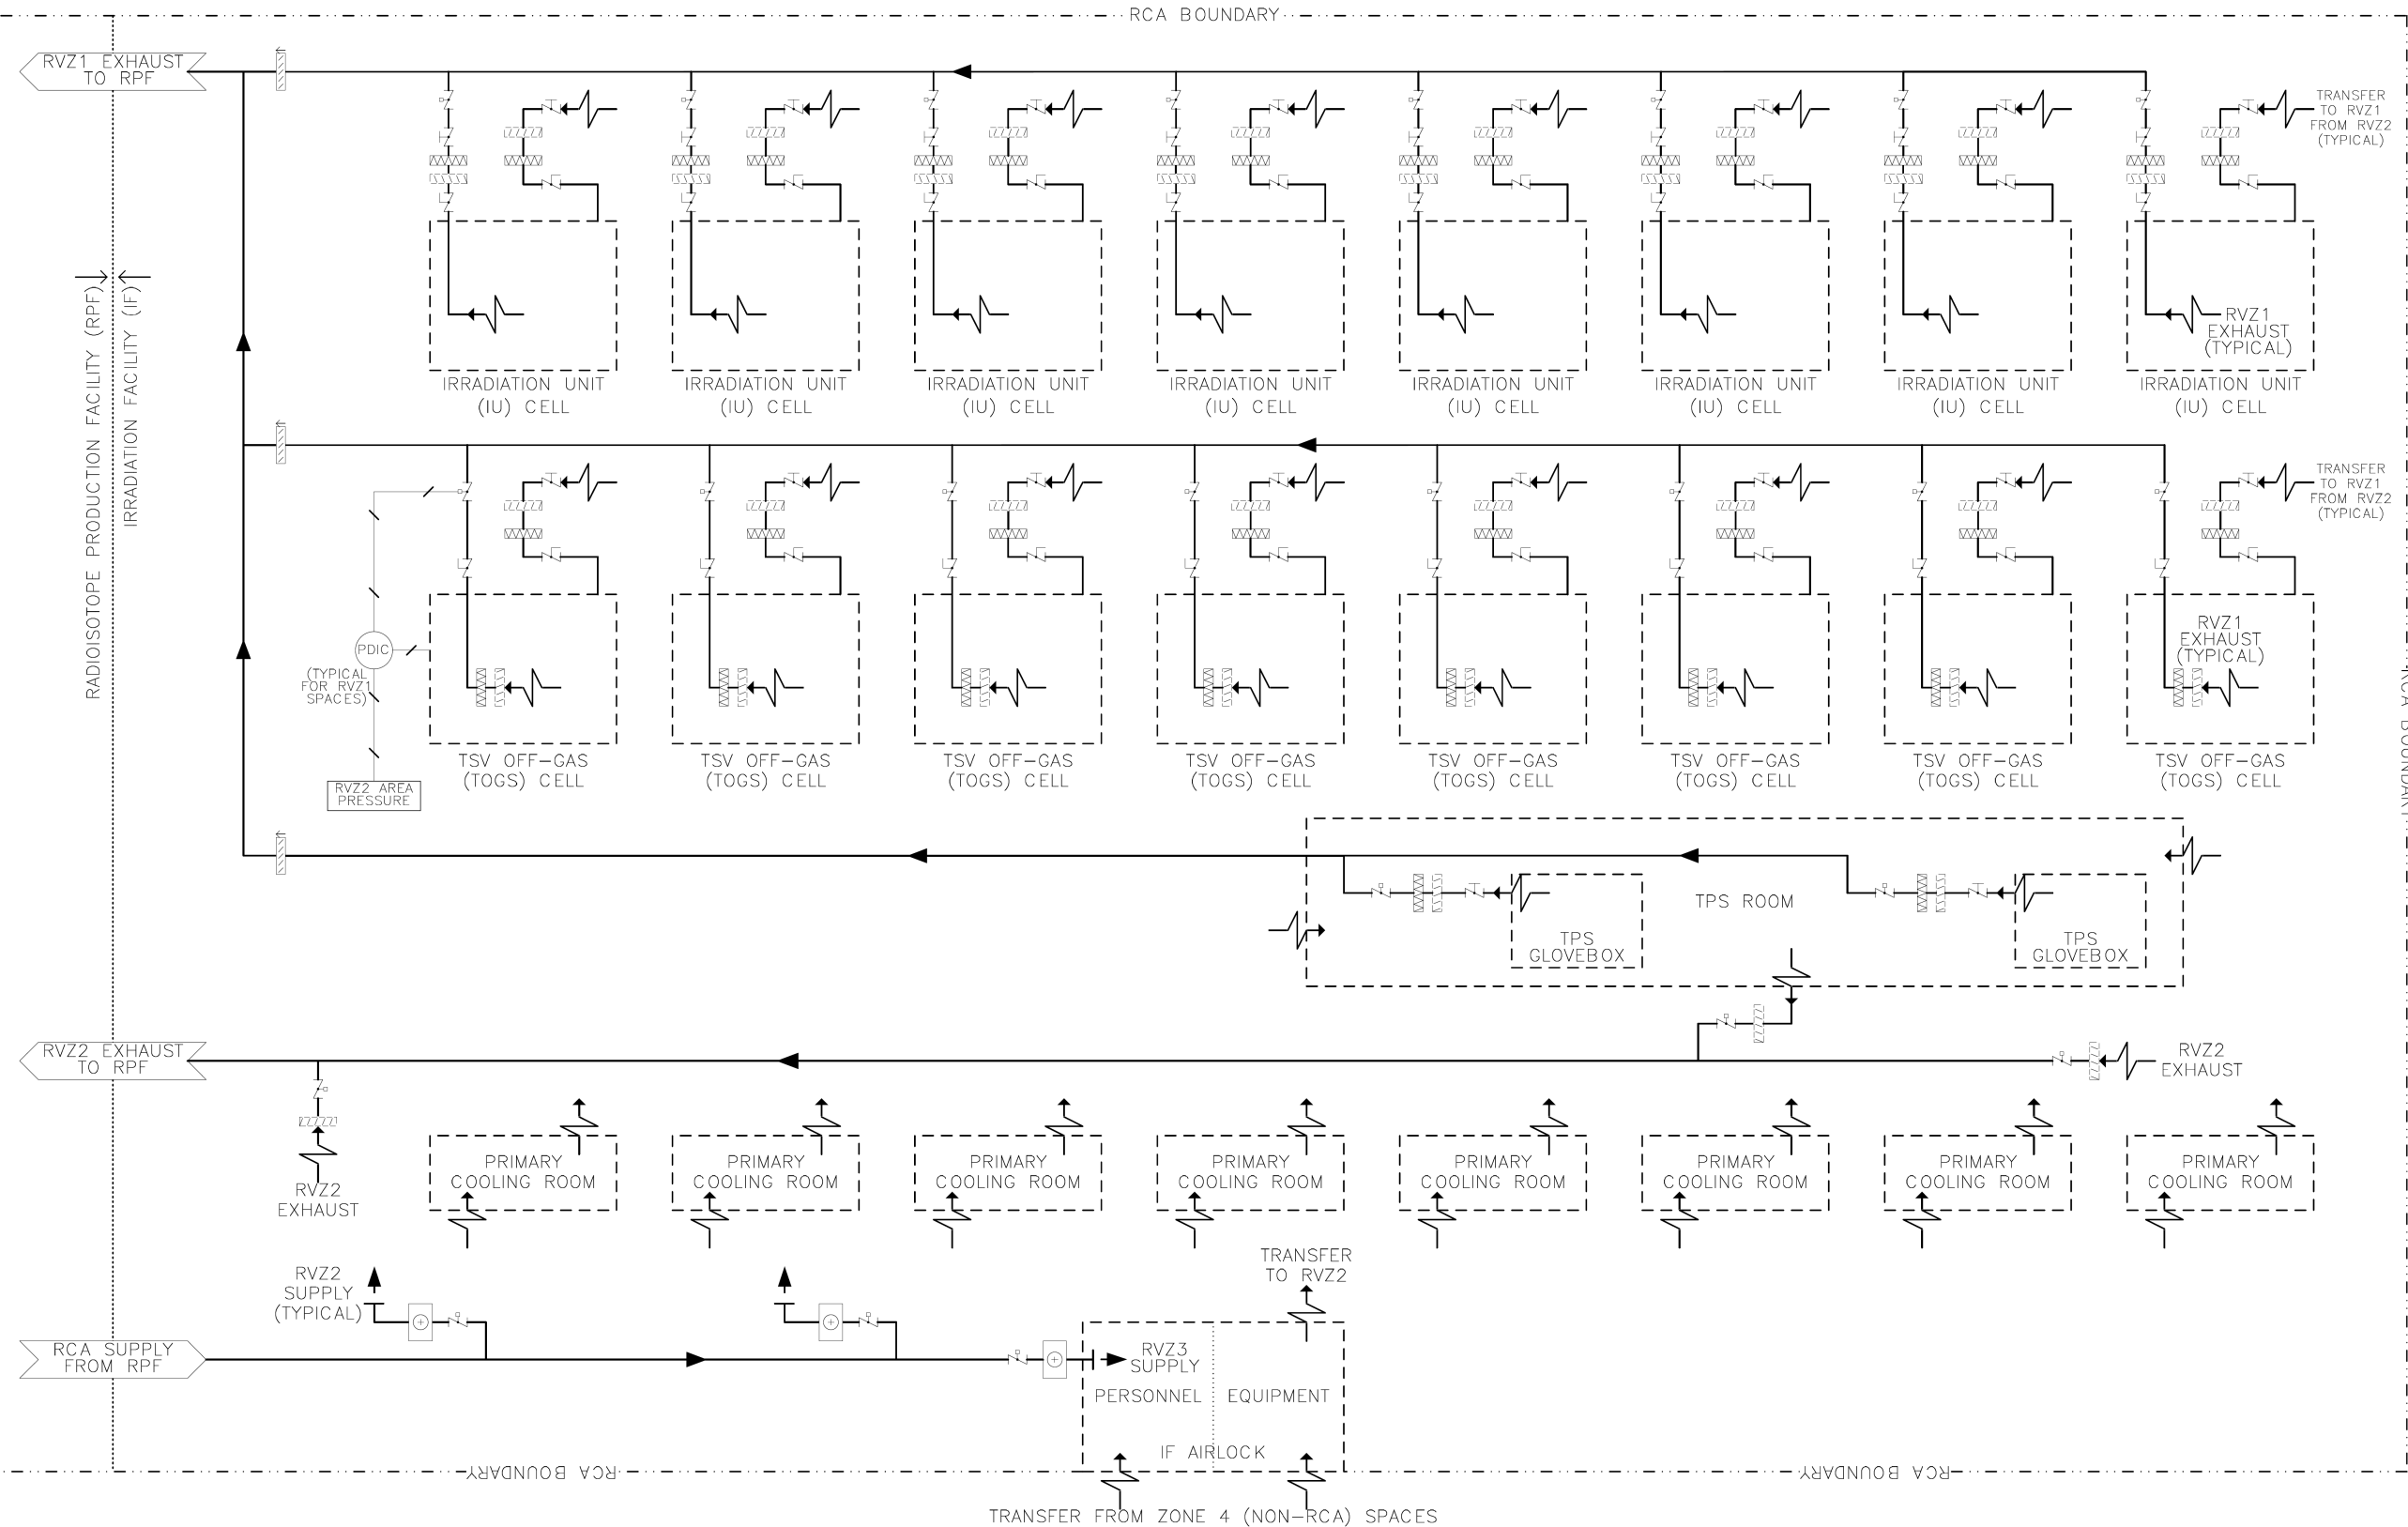 RCA BOUNDARY
RVZ1 EXHAUST
TO RPF
TRANSFER
TO RVZ1
FROM RVZ2
(TYPICAL)
RADIOISOTOPE PRODUCTION FACILITY (RPF)
IRRADIATION FACILITY (IF)
RVZ1
EXHAUST
(TYPICAL)
IRRADIATION UNIT
(IU) CELL
IRRADIATION UNIT
(IU) CELL
IRRADIATION UNIT
(IU) CELL
IRRADIATION UNIT
(IU) CELL
IRRADIATION UNIT
(IU) CELL
IRRADIATION UNIT
(IU) CELL
IRRADIATION UNIT
(IU) CELL
IRRADIATION UNIT
(IU) CELL
TRANSFER
TO RVZ1
FROM RVZ2
(TYPICAL)
PDIC
(TYPICAL
FOR RVZ1
SPACES)
RVZ1
EXHAUST
(TYPICAL)
RCA BOUNDARY
TSV OFF-GAS
(TOGS) CELL
TSV OFF-GAS
(TOGS) CELL
TSV OFF-GAS
(TOGS) CELL
TSV OFF-GAS
(TOGS) CELL
TSV OFF-GAS
(TOGS) CELL
TSV OFF-GAS
(TOGS) CELL
TSV OFF-GAS
(TOGS) CELL
TSV OFF-GAS
(TOGS) CELL
RVZ2 AREA
PRESSURE
TPS ROOM
TPS
GLOVEBOX
TPS
GLOVEBOX
RVZ2 EXHAUST
TO RPF
RVZ2
EXHAUST
RVZ2
EXHAUST
PRIMARY
COOLING ROOM
PRIMARY
COOLING ROOM
PRIMARY
COOLING ROOM
PRIMARY
COOLING ROOM
PRIMARY
COOLING ROOM
PRIMARY
COOLING ROOM
PRIMARY
COOLING ROOM
PRIMARY
COOLING ROOM
RVZ2
SUPPLY
(TYPICAL)
TRANSFER
TO RVZ2
RCA SUPPLY
FROM RPF
RVZ3
SUPPLY
PERSONNEL
EQUIPMENT
IF AIRLOCK
RCA BOUNDARY
RCA BOUNDARY
TRANSFER FROM ZONE 4 (NON-RCA) SPACES